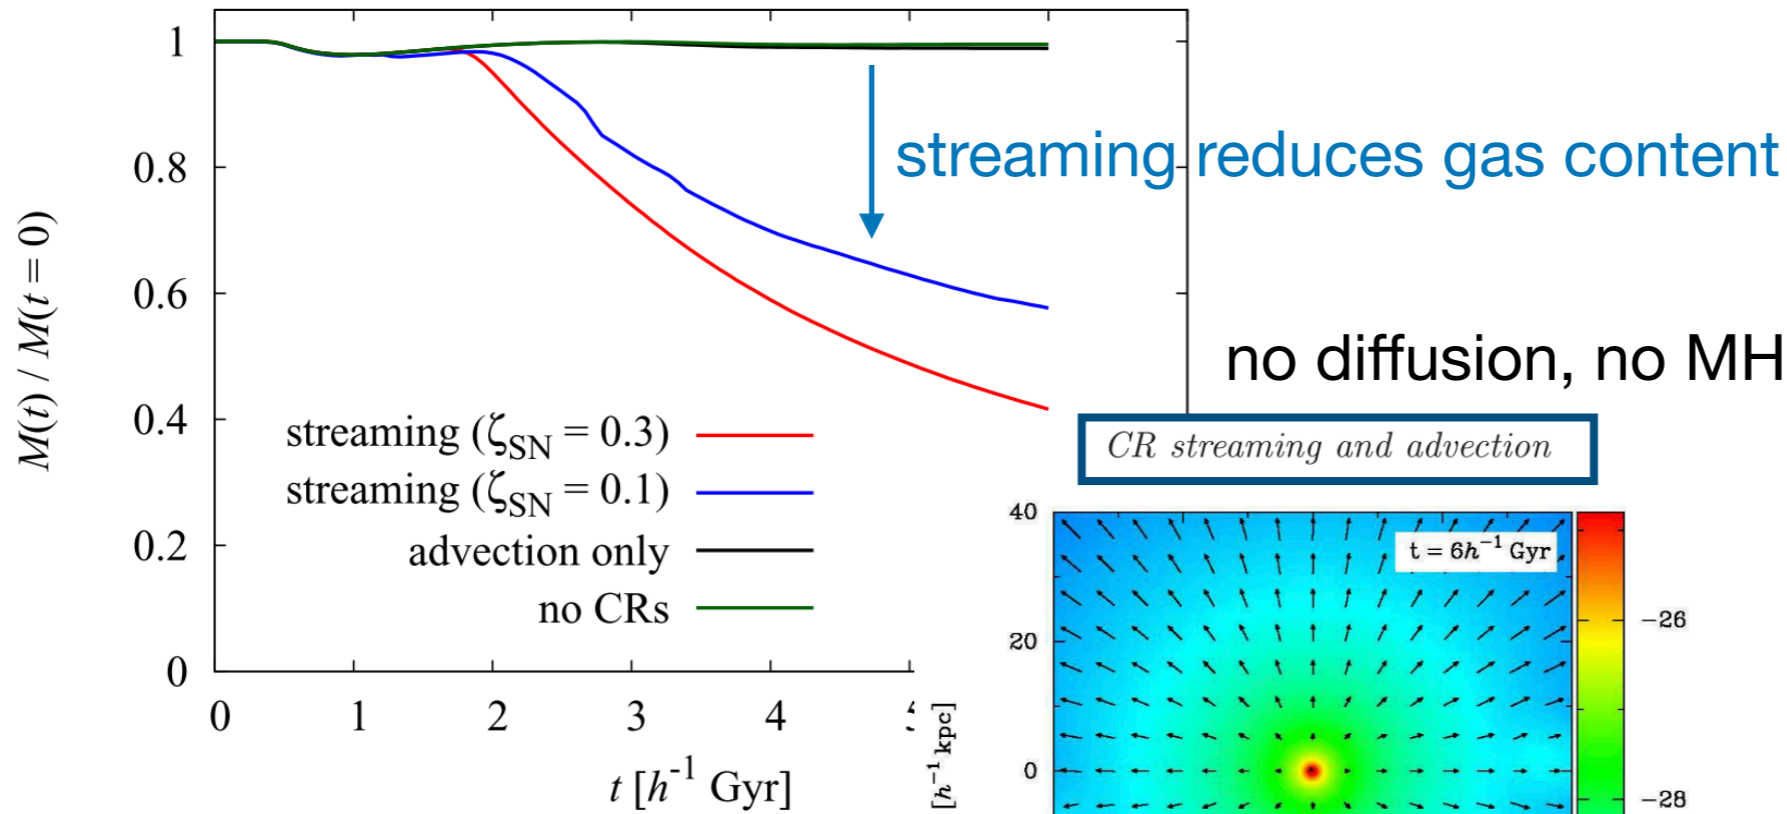 M(t) / M(t = 0)
1
0.8
0.6
0.4
0.2
0
streaming reduces gas content
no diffusion, no MH
streaming (ζSN = 0.3)
streaming (ζSN = 0.1)
advection only
no CRs
0 1 2 3 4
t [h-1 Gyr]
CR streaming and advection
t = 6h-1 Gyr
40
20
0
[h-1 kpc]
-26
-28